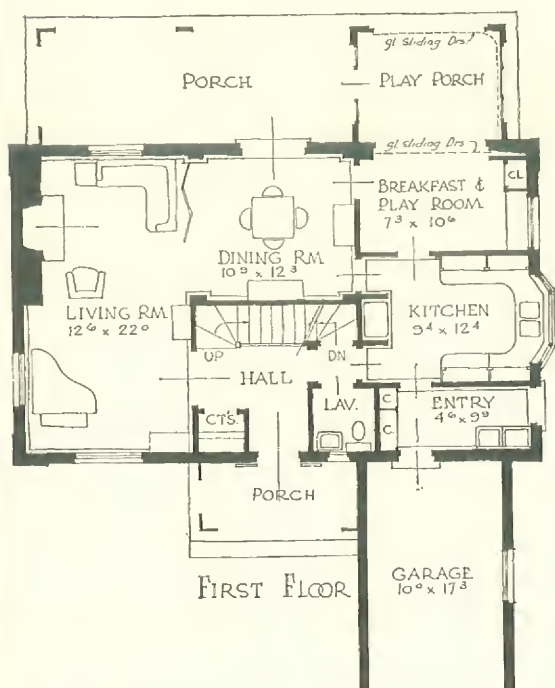 gl sliding Drs.
PORCH
PLAY PORCH
gl sliding Drs
CL
BREAKFAST &
PLAY ROOM
7³ x 10⁶
DINING RM
10⁹ x 12³
LIVING RM
12⁶ x 22⁰
KITCHEN
9⁴ x 12⁴
UP
DN
HALL
LAV.
CT'S.
C
C
ENTRY
4⁶ x 9⁹
PORCH
FIRST FLOOR
GARAGE
10⁰ x 17³